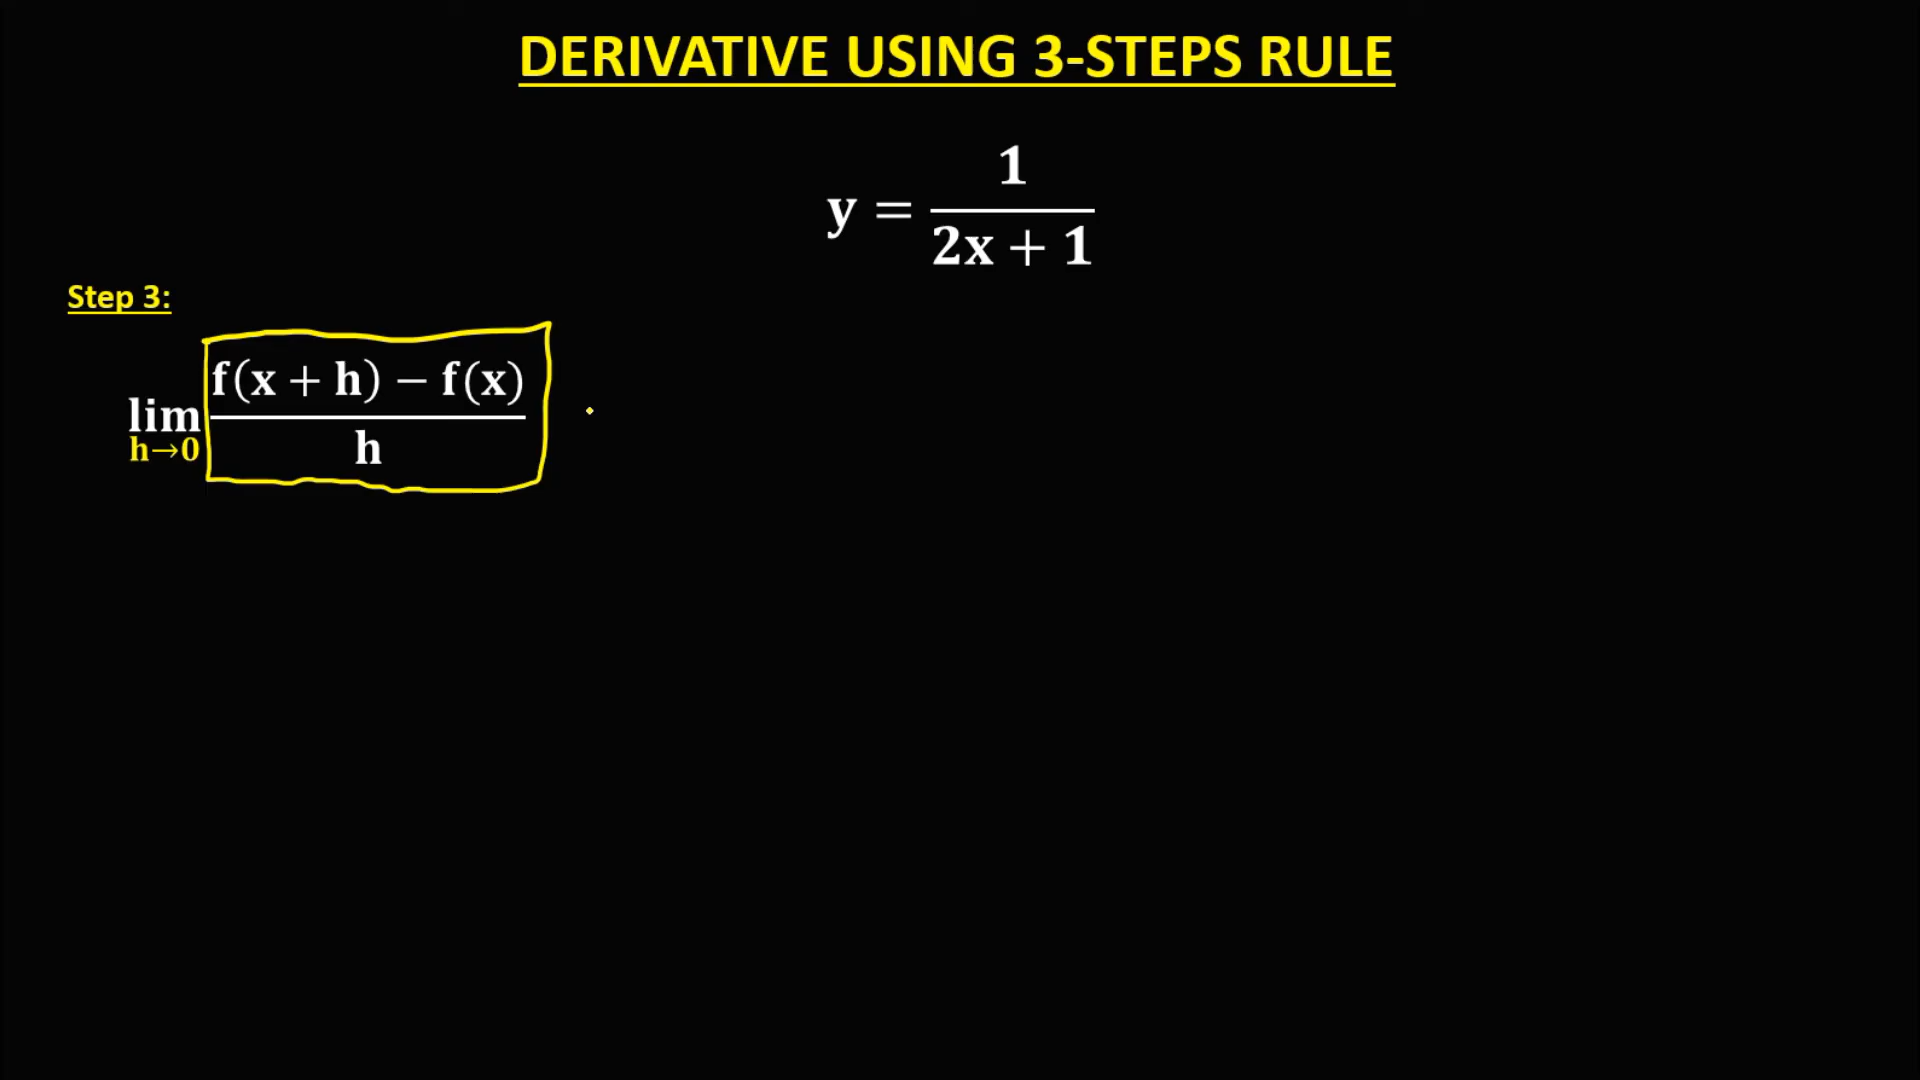 DERIVATIVE USING 3-STEPS RULE
y = 1 / (2x + 1)
Step 3:
lim h→0 (f(x + h) − f(x)) / h